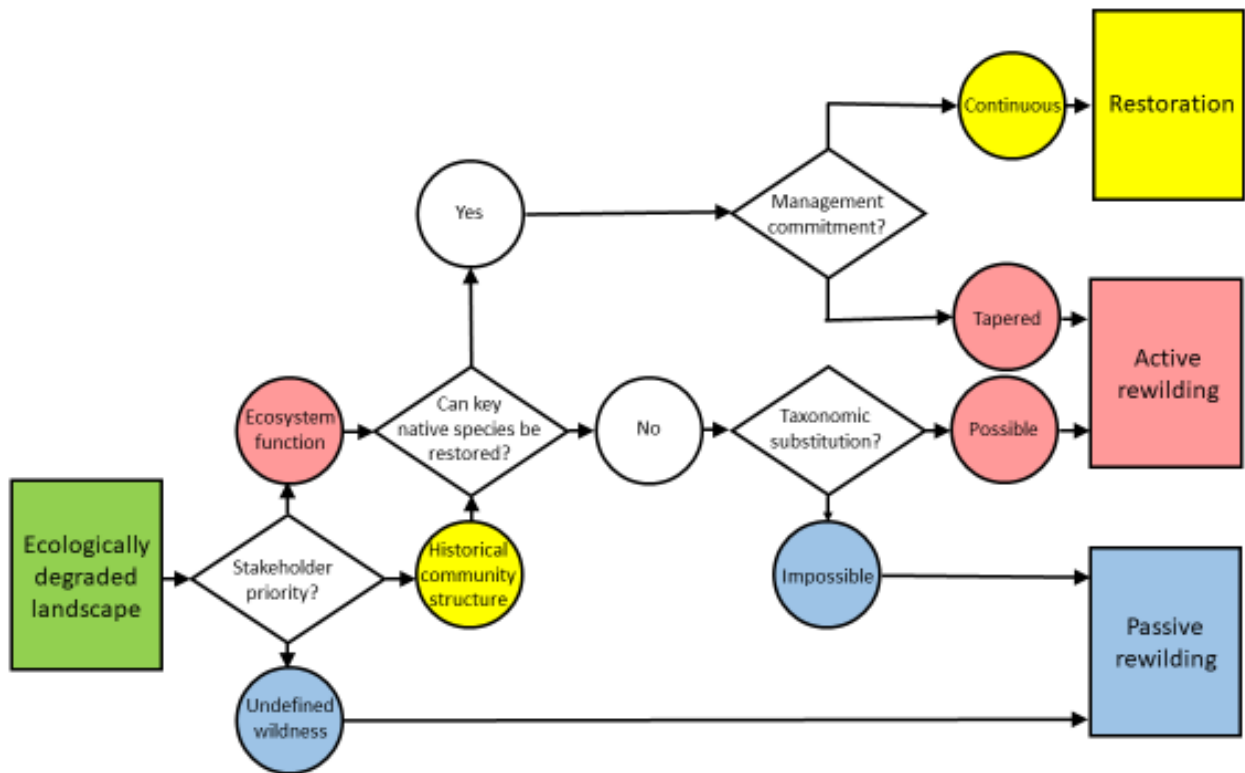 Continuous
Restoration
Yes
Management
commitment?
Tapered
Active
rewilding
Ecosystem
function
Can key
native species be
restored?
No
Taxonomic
substitution?
Possible
Ecologically
degraded
landscape
Stakeholder
priority?
Historical
community
structure
Impossible
Passive
rewilding
Undefined
wildness